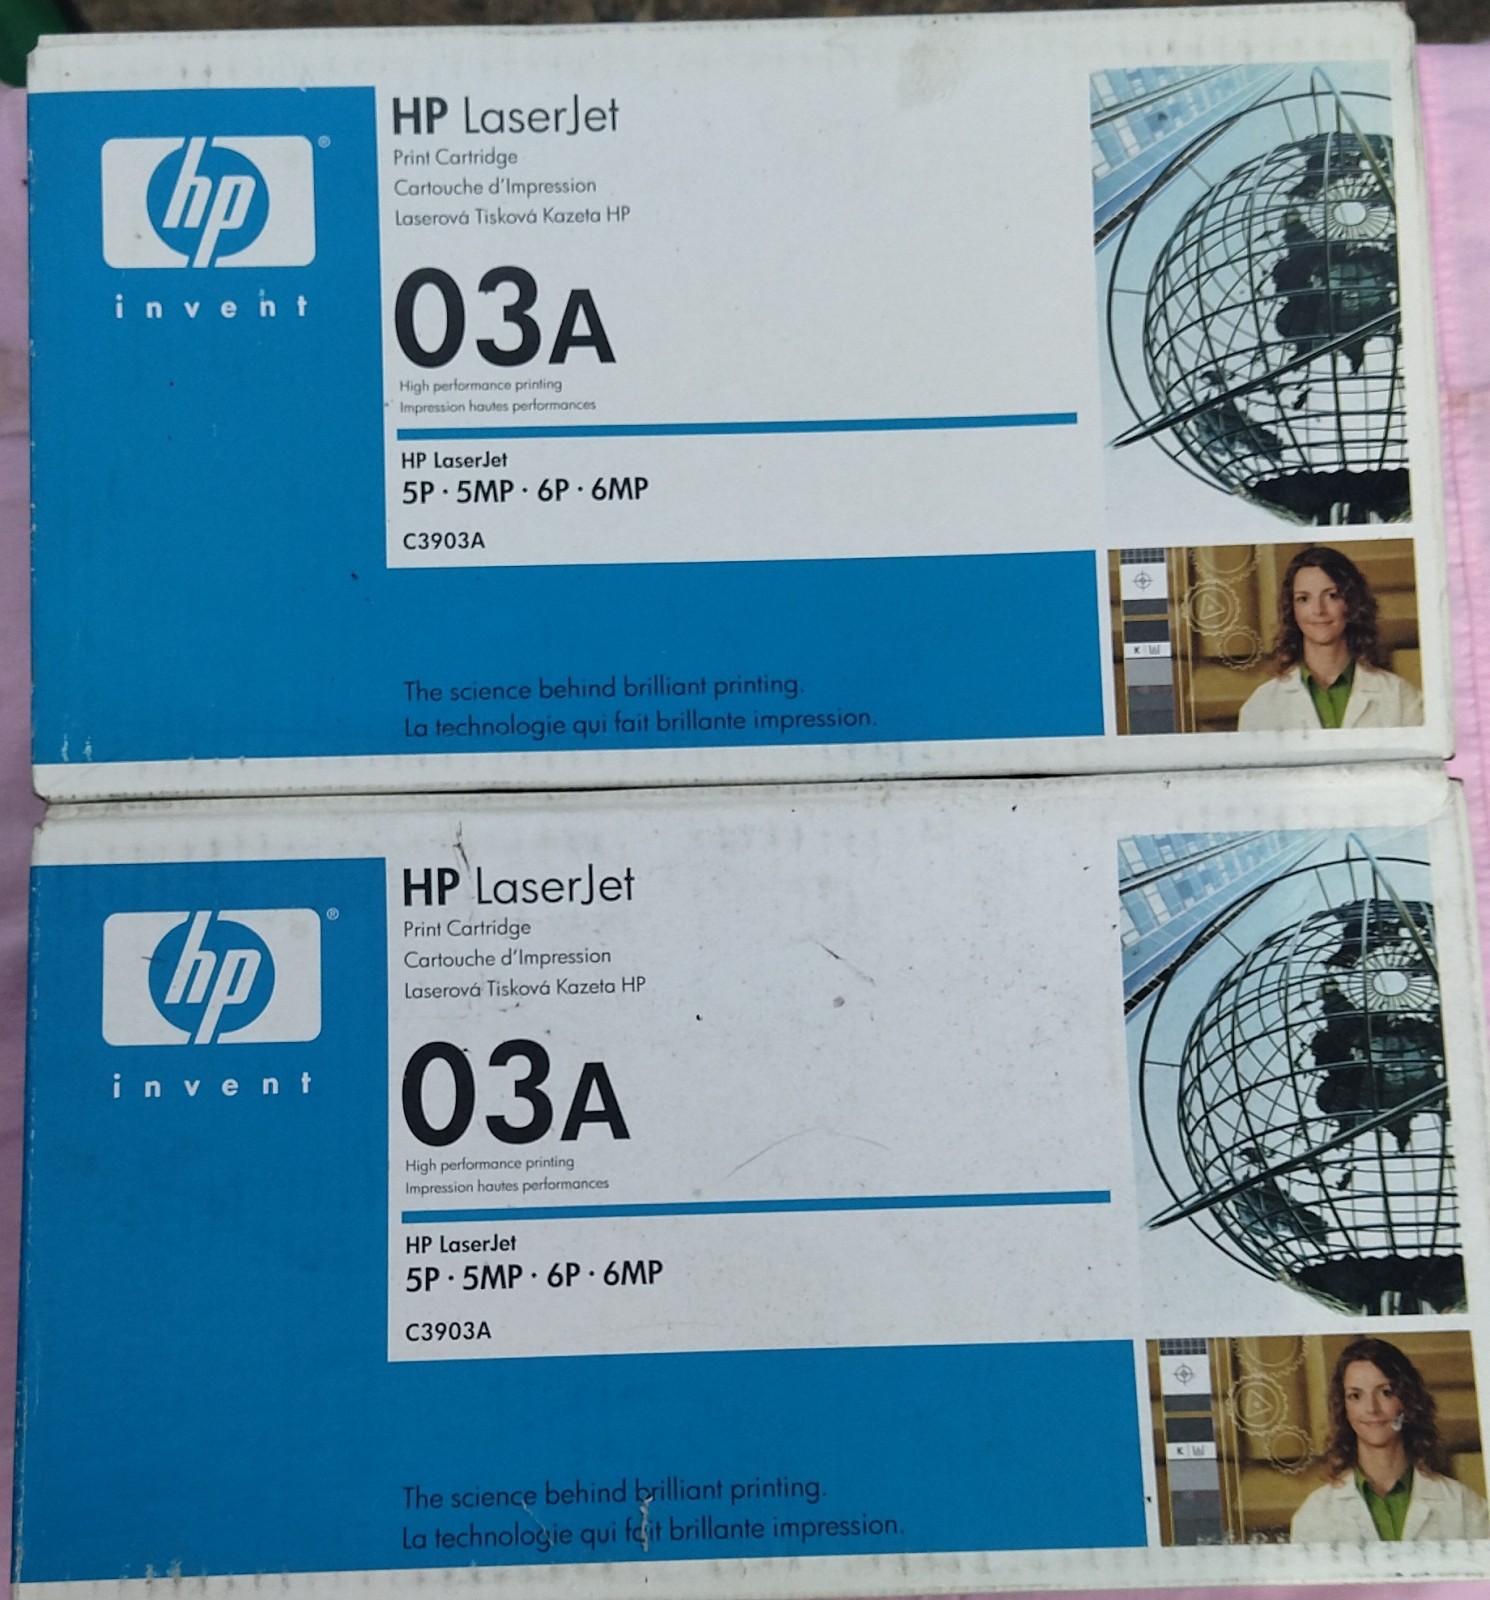 hp®
invent
HP LaserJet
Print Cartridge
Cartouche d'Impression
Laserová Tisková Kazeta HP
03A
High performance printing
Impression hautes performances
HP LaserJet
5P · 5MP · 6P · 6MP
C3903A
K W
The science behind brilliant printing.
La technologie qui fait brillante impression.
hp®
invent
HP LaserJet
Print Cartridge
Cartouche d'Impression
Laserová Tisková Kazeta HP
03A
High performance printing
Impression hautes performances
HP LaserJet
5P · 5MP · 6P · 6MP
C3903A
K W
The science behind brilliant printing.
La technologie qui fait brillante impression.